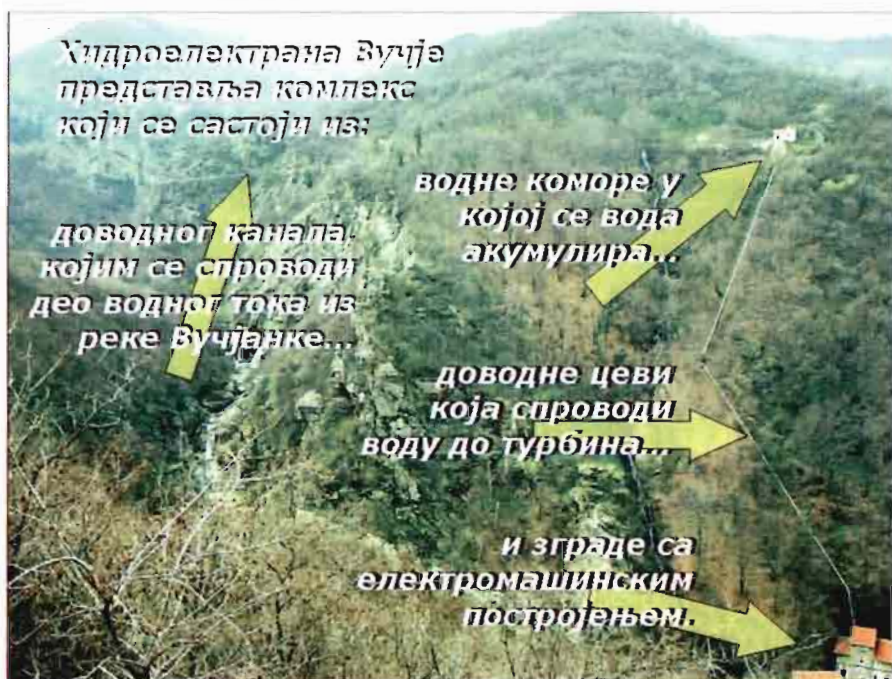 Хидроелектрана Вучје
представља комплекс
који се састоји из:
доводног канала,
којим се спроводи
део водног тока из
реке Вучјанке...
водне коморе у
којој се вода
акумулира...
доводне цеви
која спроводи
воду до турбина...
и зграде са
електромашинским
постројењем.